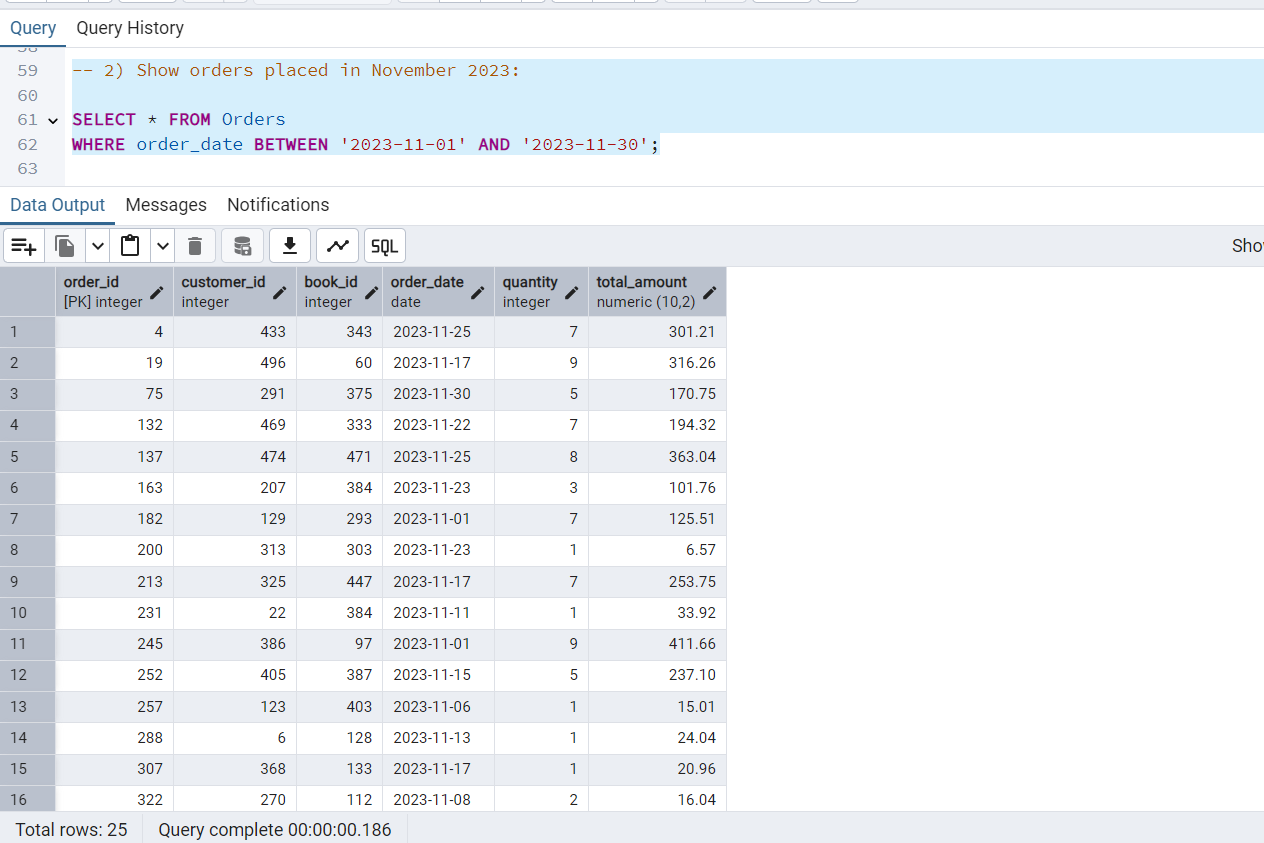 Query Query History
59 -- 2) Show orders placed in November 2023:
60
61 SELECT * FROM Orders
62 WHERE order_date BETWEEN '2023-11-01' AND '2023-11-30';
63
Data Output Messages Notifications
SQL Sho
order_id customer_id book_id order_date quantity total_amount
[PK] integer integer integer date integer numeric (10,2)
1 4 433 343 2023-11-25 7 301.21
2 19 496 60 2023-11-17 9 316.26
3 75 291 375 2023-11-30 5 170.75
4 132 469 333 2023-11-22 7 194.32
5 137 474 471 2023-11-25 8 363.04
6 163 207 384 2023-11-23 3 101.76
7 182 129 293 2023-11-01 7 125.51
8 200 313 303 2023-11-23 1 6.57
9 213 325 447 2023-11-17 7 253.75
10 231 22 384 2023-11-11 1 33.92
11 245 386 97 2023-11-01 9 411.66
12 252 405 387 2023-11-15 5 237.10
13 257 123 403 2023-11-06 1 15.01
14 288 6 128 2023-11-13 1 24.04
15 307 368 133 2023-11-17 1 20.96
16 322 270 112 2023-11-08 2 16.04
Total rows: 25 Query complete 00:00:00.186